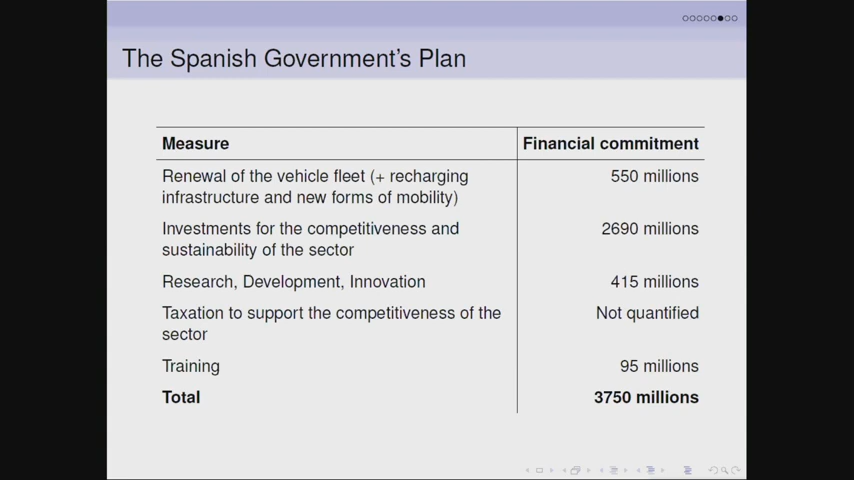 The Spanish Government's Plan
Measure Financial commitment
Renewal of the vehicle fleet (+ recharging 550 millions
infrastructure and new forms of mobility)
Investments for the competitiveness and 2690 millions
sustainability of the sector
Research, Development, Innovation 415 millions
Taxation to support the competitiveness of the Not quantified
sector
Training 95 millions
Total 3750 millions